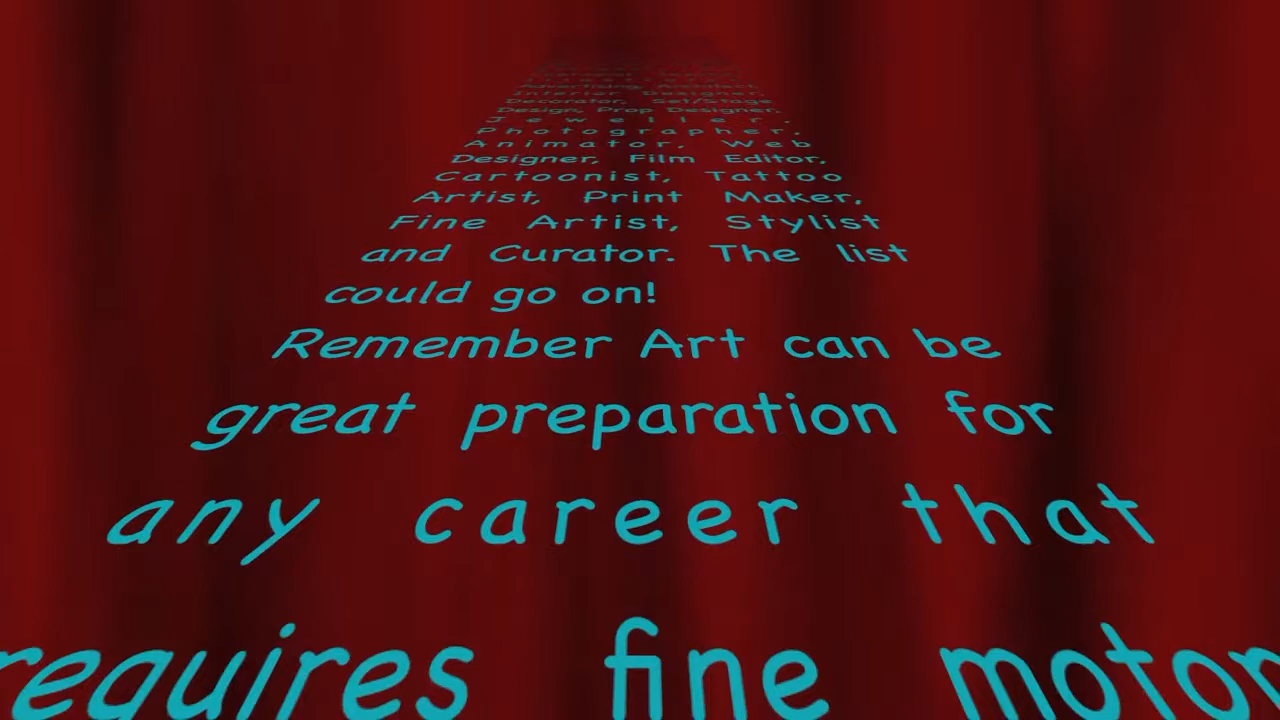 Advertising, Architect,
Interior Designer,
Decorator, Set/Stage
Design, Prop Designer,
Jeweller,
Photographer,
Animator, Web
Designer, Film Editor,
Cartoonist, Tattoo
Artist, Print Maker,
Fine Artist, Stylist
and Curator. The list
could go on!
Remember Art can be
great preparation for
any career that
requires fine motor